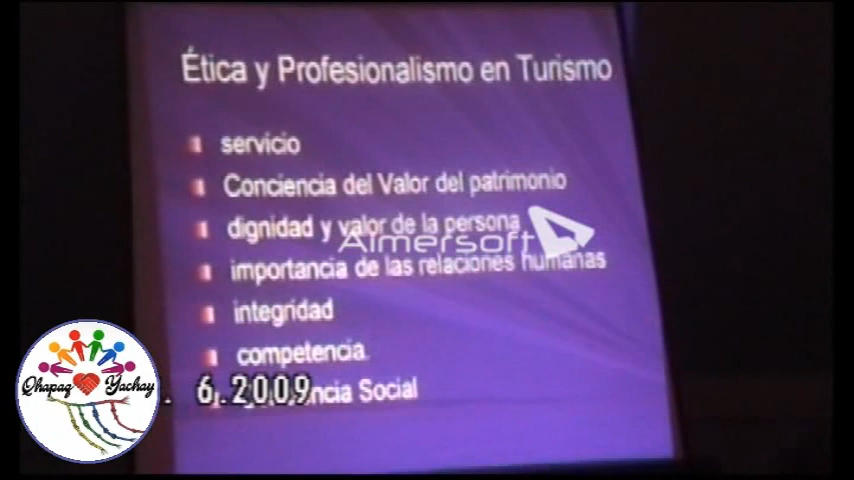 Ética y Profesionalismo en Turismo
servicio
Conciencia del Valor del patrimonio
dignidad y valor de la persona
Aimersoft
importancia de las relaciones humanas
integridad
competencia
Social
. 6.2009
Qhapaq Yachay